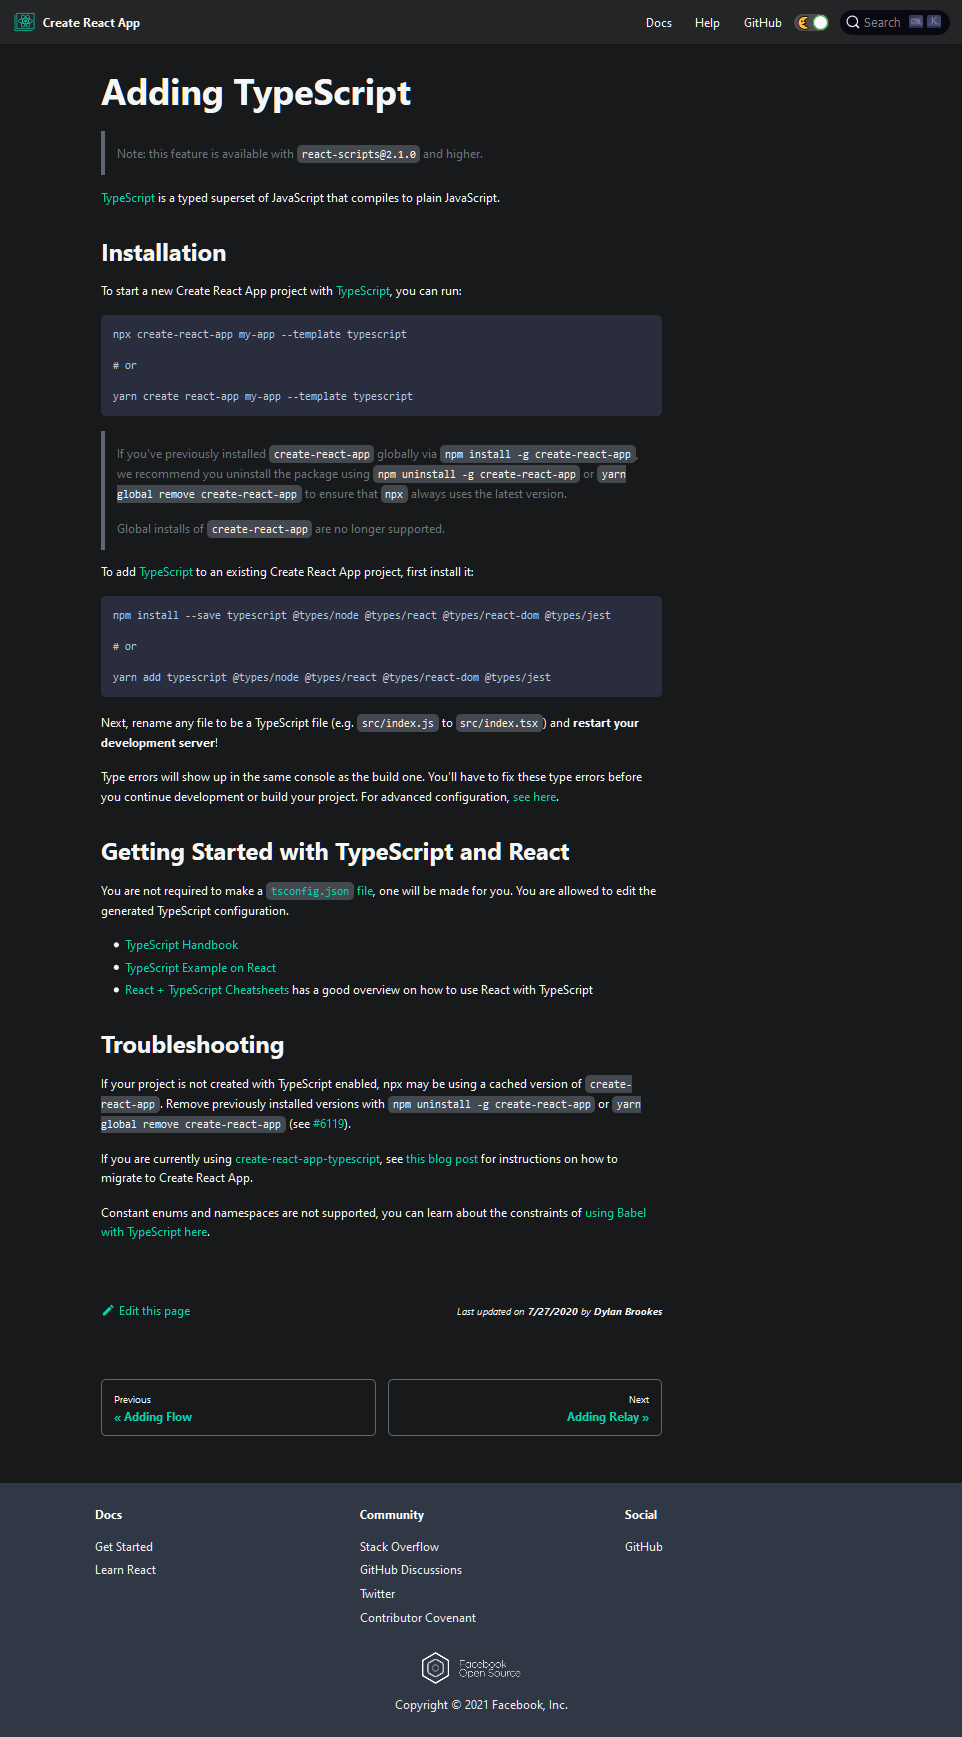 Create React App
Docs
Help
GitHub
Search
CTRL
K
Adding TypeScript
Note: this feature is available with react-scripts@2.1.0 and higher.
TypeScript is a typed superset of JavaScript that compiles to plain JavaScript.
Installation
To start a new Create React App project with TypeScript, you can run:
npx create-react-app my-app --template typescript
# or
yarn create react-app my-app --template typescript
If you've previously installed create-react-app globally via npm install -g create-react-app,
we recommend you uninstall the package using npm uninstall -g create-react-app or yarn
global remove create-react-app to ensure that npx always uses the latest version.
Global installs of create-react-app are no longer supported.
To add TypeScript to an existing Create React App project, first install it:
npm install --save typescript @types/node @types/react @types/react-dom @types/jest
# or
yarn add typescript @types/node @types/react @types/react-dom @types/jest
Next, rename any file to be a TypeScript file (e.g. src/index.js to src/index.tsx) and restart your
development server!
Type errors will show up in the same console as the build one. You'll have to fix these type errors before
you continue development or build your project. For advanced configuration, see here.
Getting Started with TypeScript and React
You are not required to make a tsconfig.json file, one will be made for you. You are allowed to edit the
generated TypeScript configuration.
TypeScript Handbook
TypeScript Example on React
React + TypeScript Cheatsheets has a good overview on how to use React with TypeScript
Troubleshooting
If your project is not created with TypeScript enabled, npx may be using a cached version of create-
react-app. Remove previously installed versions with npm uninstall -g create-react-app or yarn
global remove create-react-app (see #6119).
If you are currently using create-react-app-typescript, see this blog post for instructions on how to
migrate to Create React App.
Constant enums and namespaces are not supported, you can learn about the constraints of using Babel
with TypeScript here.
Edit this page
Last updated on 7/27/2020 by Dylan Brookes
Previous
« Adding Flow
Next
Adding Relay »
Docs
Get Started
Learn React
Community
Stack Overflow
GitHub Discussions
Twitter
Contributor Covenant
Social
GitHub
Facebook
Open Source
Copyright © 2021 Facebook, Inc.